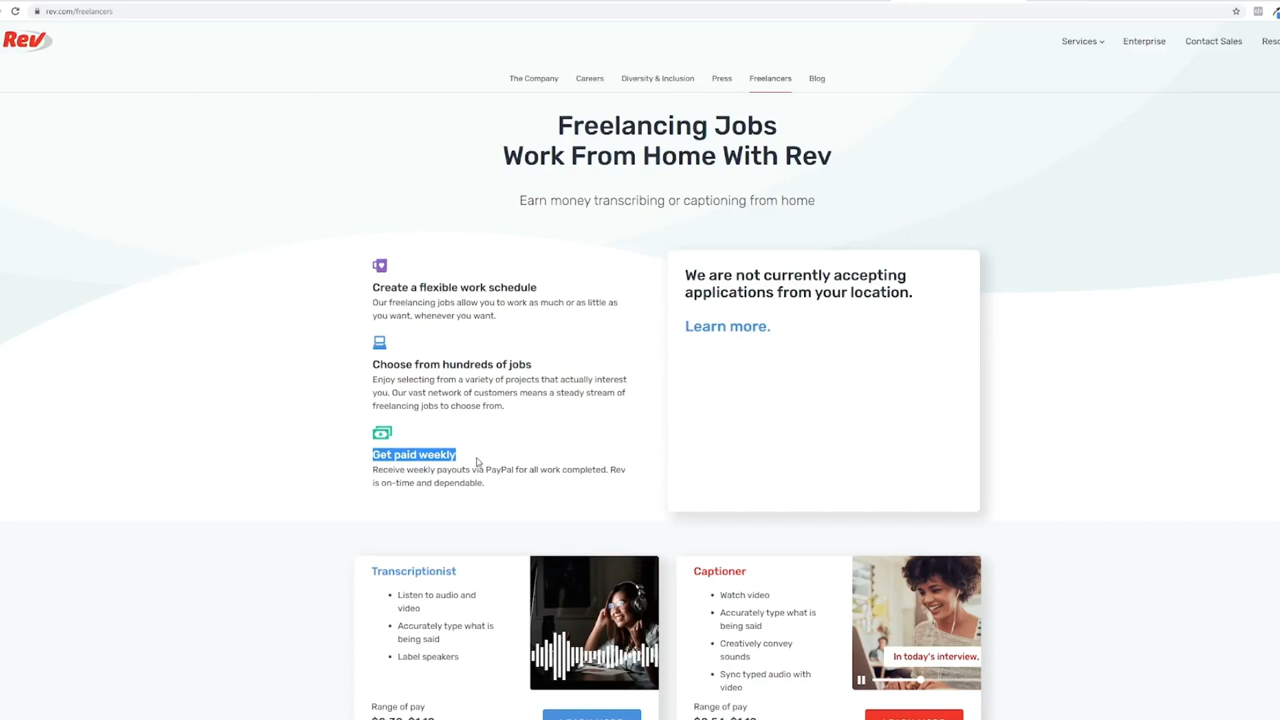 rev.com/freelancers
Rev
Services
Enterprise
Contact Sales
The Company
Careers
Diversity & Inclusion
Press
Freelancers
Blog
Freelancing Jobs
Work From Home With Rev
Earn money transcribing or captioning from home
Create a flexible work schedule
Our freelancing jobs allow you to work as much or as little as
you want, whenever you want.
Choose from hundreds of jobs
Enjoy selecting from a variety of projects that actually interest
you. Our vast network of customers means a steady stream of
freelancing jobs to choose from.
Get paid weekly
Receive weekly payouts via PayPal for all work completed. Rev
is on-time and dependable.
We are not currently accepting
applications from your location.
Learn more.
Transcriptionist
Listen to audio and
video
Accurately type what is
being said
Label speakers
Range of pay
Captioner
Watch video
Accurately type what is
being said
Creatively convey
sounds
Sync typed audio with
video
Range of pay
In today's interview,